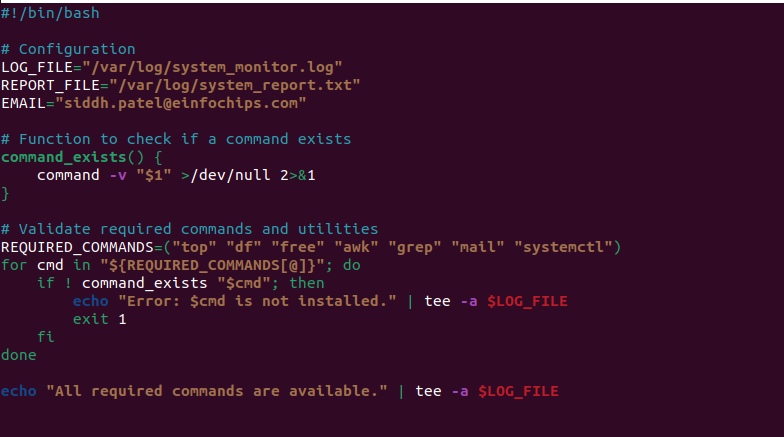 #!/bin/bash
# Configuration
LOG_FILE="/var/log/system_monitor.log"
REPORT_FILE="/var/log/system_report.txt"
EMAIL="siddh.patel@einfochips.com"
# Function to check if a command exists
command_exists() {
    command -v "$1" >/dev/null 2>&1
}
# Validate required commands and utilities
REQUIRED_COMMANDS=("top" "df" "free" "awk" "grep" "mail" "systemctl")
for cmd in "${REQUIRED_COMMANDS[@]}"; do
    if ! command_exists "$cmd"; then
        echo "Error: $cmd is not installed." | tee -a $LOG_FILE
        exit 1
    fi
done
echo "All required commands are available." | tee -a $LOG_FILE